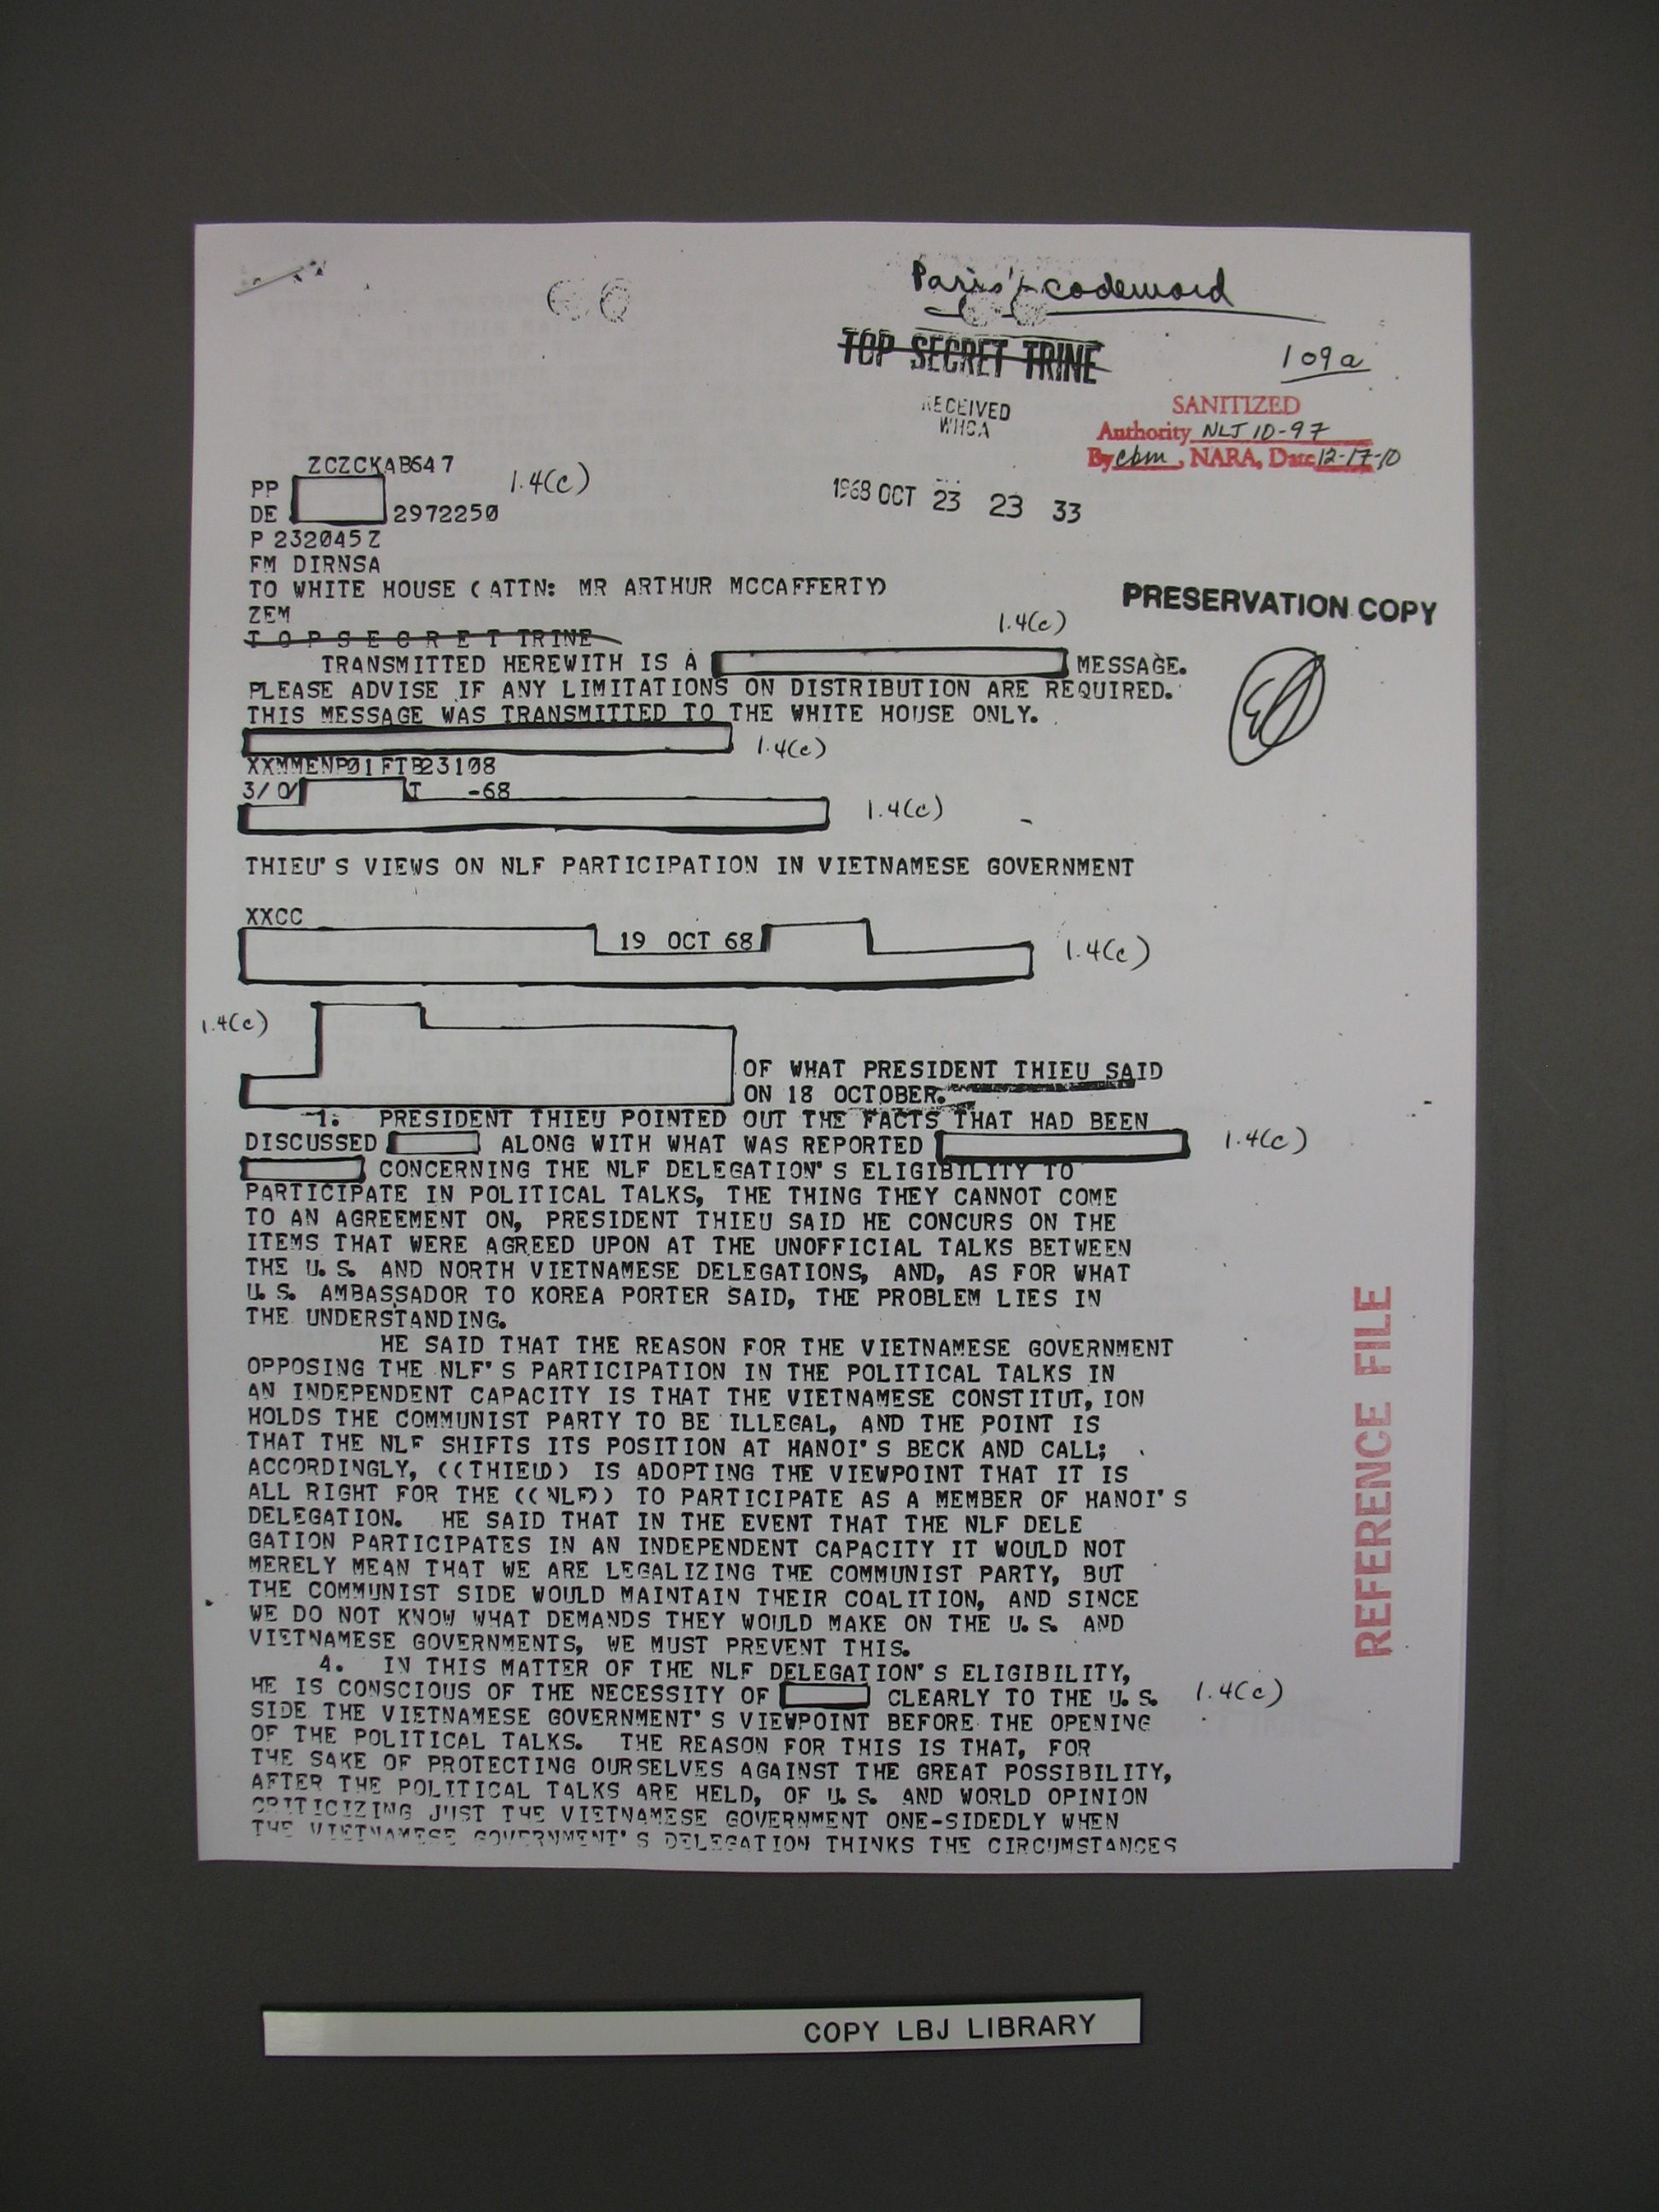 Paris - codeword
TOP SECRET TRINE
109a
RECEIVED
WHCA
SANITIZED
Authority NLJ 10-97
By cbm, NARA, Date 12-17-10
ZCZCKAB647
1.4(c)
PP
DE 2972250
1968 OCT 23 23 33
P 232045Z
FM DIRNSA
TO WHITE HOUSE (ATTN: MR ARTHUR MCCAFFERTY)
PRESERVATION COPY
ZEM
1.4(c)
T O P S E C R E T TRINE
TRANSMITTED HEREWITH IS A MESSAGE.
PLEASE ADVISE IF ANY LIMITATIONS ON DISTRIBUTION ARE REQUIRED.
THIS MESSAGE WAS TRANSMITTED TO THE WHITE HOUSE ONLY.
1.4(c)
XXMMENP01FTB23108
3/O/ T -68
1.4(c)
THIEU'S VIEWS ON NLF PARTICIPATION IN VIETNAMESE GOVERNMENT
XXCC
19 OCT 68
1.4(c)
1.4(c)
OF WHAT PRESIDENT THIEU SAID
ON 18 OCTOBER.
1. PRESIDENT THIEU POINTED OUT THE FACTS THAT HAD BEEN
DISCUSSED ALONG WITH WHAT WAS REPORTED 1.4(c)
CONCERNING THE NLF DELEGATION'S ELIGIBILITY TO
PARTICIPATE IN POLITICAL TALKS, THE THING THEY CANNOT COME
TO AN AGREEMENT ON, PRESIDENT THIEU SAID HE CONCURS ON THE
ITEMS THAT WERE AGREED UPON AT THE UNOFFICIAL TALKS BETWEEN
THE U.S. AND NORTH VIETNAMESE DELEGATIONS, AND, AS FOR WHAT
U.S. AMBASSADOR TO KOREA PORTER SAID, THE PROBLEM LIES IN
THE UNDERSTANDING.
HE SAID THAT THE REASON FOR THE VIETNAMESE GOVERNMENT
OPPOSING THE NLF'S PARTICIPATION IN THE POLITICAL TALKS IN
AN INDEPENDENT CAPACITY IS THAT THE VIETNAMESE CONSTITUT,ION
HOLDS THE COMMUNIST PARTY TO BE ILLEGAL, AND THE POINT IS
THAT THE NLF SHIFTS ITS POSITION AT HANOI'S BECK AND CALL;
ACCORDINGLY, ((THIEU)) IS ADOPTING THE VIEWPOINT THAT IT IS
ALL RIGHT FOR THE ((NLF)) TO PARTICIPATE AS A MEMBER OF HANOI'S
DELEGATION. HE SAID THAT IN THE EVENT THAT THE NLF DELE
GATION PARTICIPATES IN AN INDEPENDENT CAPACITY IT WOULD NOT
MERELY MEAN THAT WE ARE LEGALIZING THE COMMUNIST PARTY, BUT
THE COMMUNIST SIDE WOULD MAINTAIN THEIR COALITION, AND SINCE
WE DO NOT KNOW WHAT DEMANDS THEY WOULD MAKE ON THE U.S. AND
VIETNAMESE GOVERNMENTS, WE MUST PREVENT THIS.
4. IN THIS MATTER OF THE NLF DELEGATION'S ELIGIBILITY,
HE IS CONSCIOUS OF THE NECESSITY OF CLEARLY TO THE U.S. 1.4(c)
SIDE THE VIETNAMESE GOVERNMENT'S VIEWPOINT BEFORE THE OPENING
OF THE POLITICAL TALKS. THE REASON FOR THIS IS THAT, FOR
THE SAKE OF PROTECTING OURSELVES AGAINST THE GREAT POSSIBILITY,
AFTER THE POLITICAL TALKS ARE HELD, OF U.S. AND WORLD OPINION
CRITICIZING JUST THE VIETNAMESE GOVERNMENT ONE-SIDEDLY WHEN
THE VIETNAMESE GOVERNMENT'S DELEGATION THINKS THE CIRCUMSTANCES
REFERENCE FILE
COPY LBJ LIBRARY